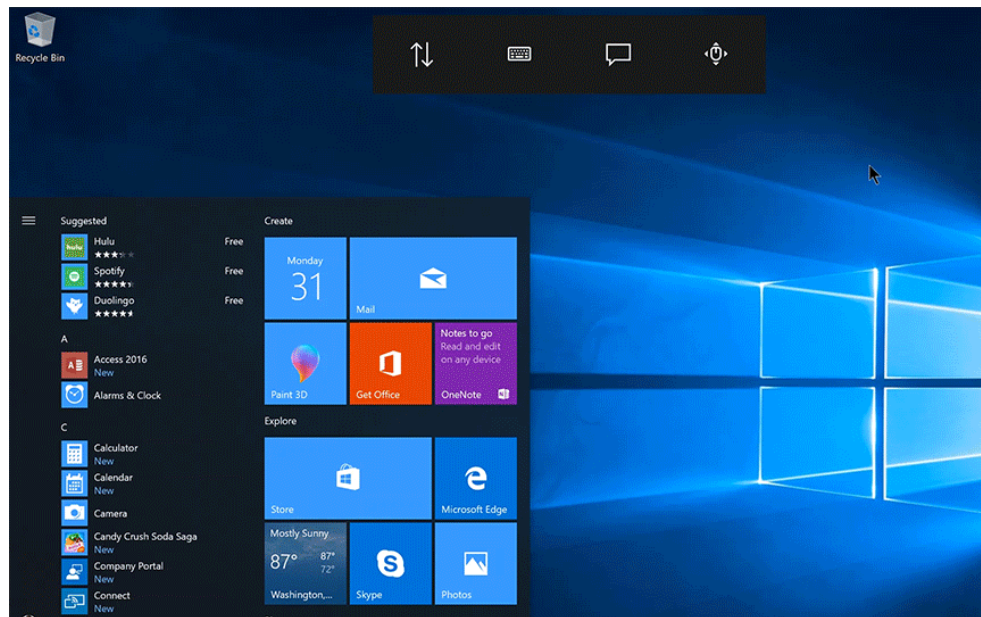 Recycle Bin
Suggested
Hulu
Free
Spotify
Free
Duolingo
Free
A
Access 2016
New
Alarms & Clock
C
Calculator
New
Calendar
New
Camera
Candy Crush Soda Saga
New
Company Portal
New
Connect
New
Create
Monday
31
Mail
Paint 3D
Get Office
Notes to go
Read and edit
on any device
OneNote
Explore
Store
Microsoft Edge
Mostly Sunny
87° 87°
72°
Washington,...
Skype
Photos